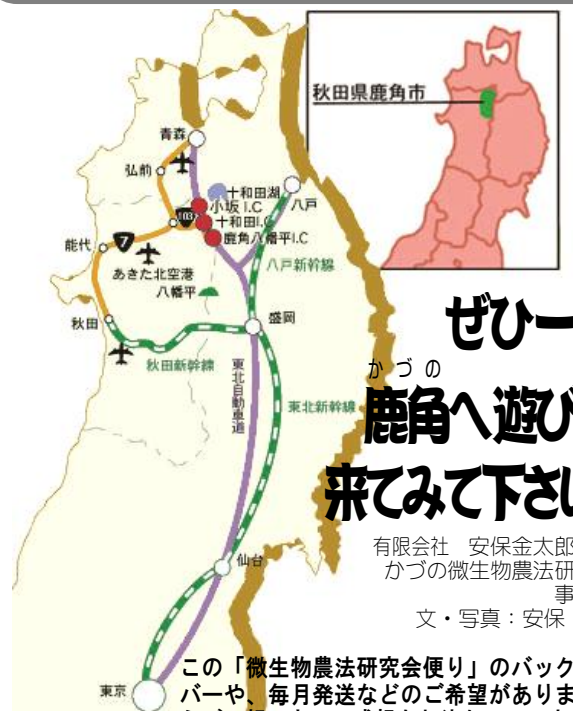 秋田県鹿角市
青森
弘前
十和田湖
小坂 I.C
八戸
103
十和田I.C
鹿角八幡平I.C
能代
7
あきた北空港
八戸新幹線
八幡平
盛岡
秋田
秋田新幹線
東北自動車道
東北新幹線
仙台
東京
ぜひ一
かづの
鹿角へ遊び
来てみて下さい
有限会社 安保金太郎
かづの微生物農法研
事
文・写真：安保
この「微生物農法研究会便り」のバック
バーや、毎月発送などのご希望がありま